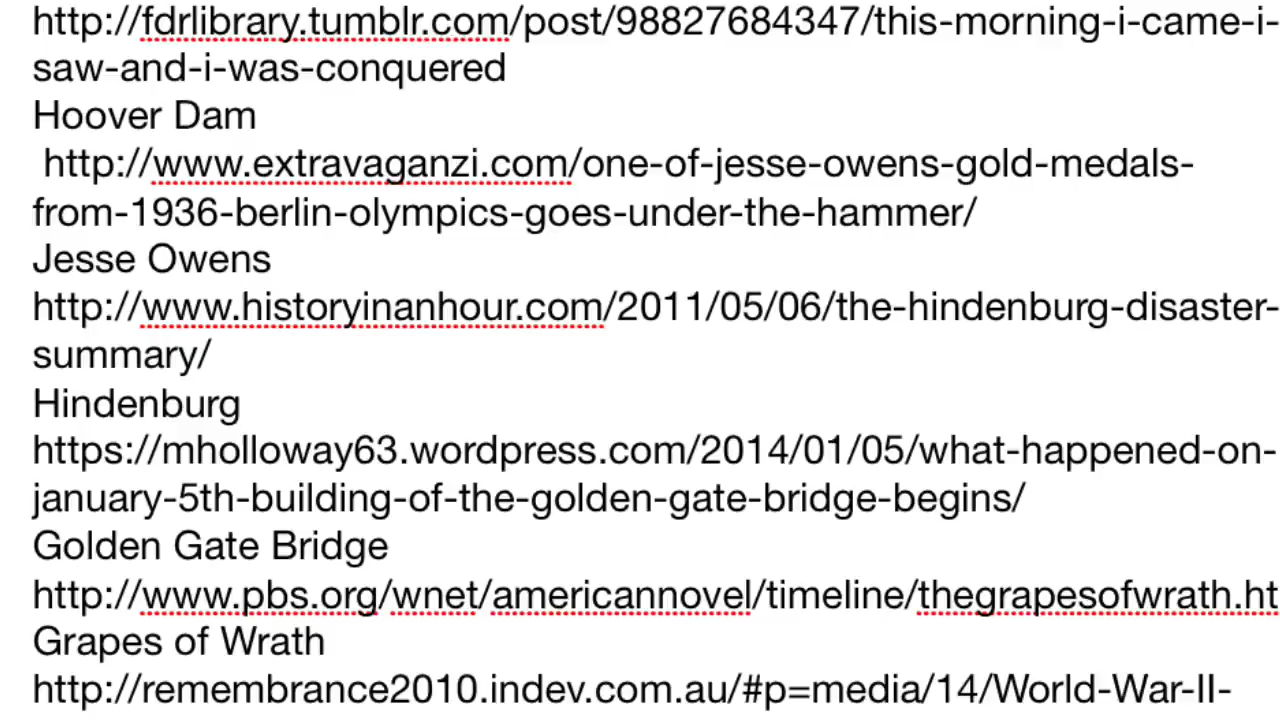 http://fdrlibrary.tumblr.com/post/98827684347/this-morning-i-came-i-
saw-and-i-was-conquered
Hoover Dam
http://www.extravaganzi.com/one-of-jesse-owens-gold-medals-
from-1936-berlin-olympics-goes-under-the-hammer/
Jesse Owens
http://www.historyinanhour.com/2011/05/06/the-hindenburg-disaster-
summary/
Hindenburg
https://mholloway63.wordpress.com/2014/01/05/what-happened-on-
january-5th-building-of-the-golden-gate-bridge-begins/
Golden Gate Bridge
http://www.pbs.org/wnet/americannovel/timeline/thegrapesofwrath.ht
Grapes of Wrath
http://remembrance2010.indev.com.au/#p=media/14/World-War-II-